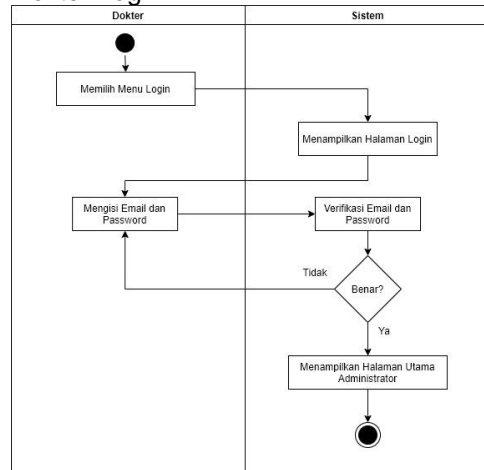 Dokter
Sistem
Memilih Menu Login
Menampilkan Halaman Login
Mengisi Email dan
Password
Verifikasi Email dan
Password
Tidak
Benar?
Ya
Menampilkan Halaman Utama
Administrator